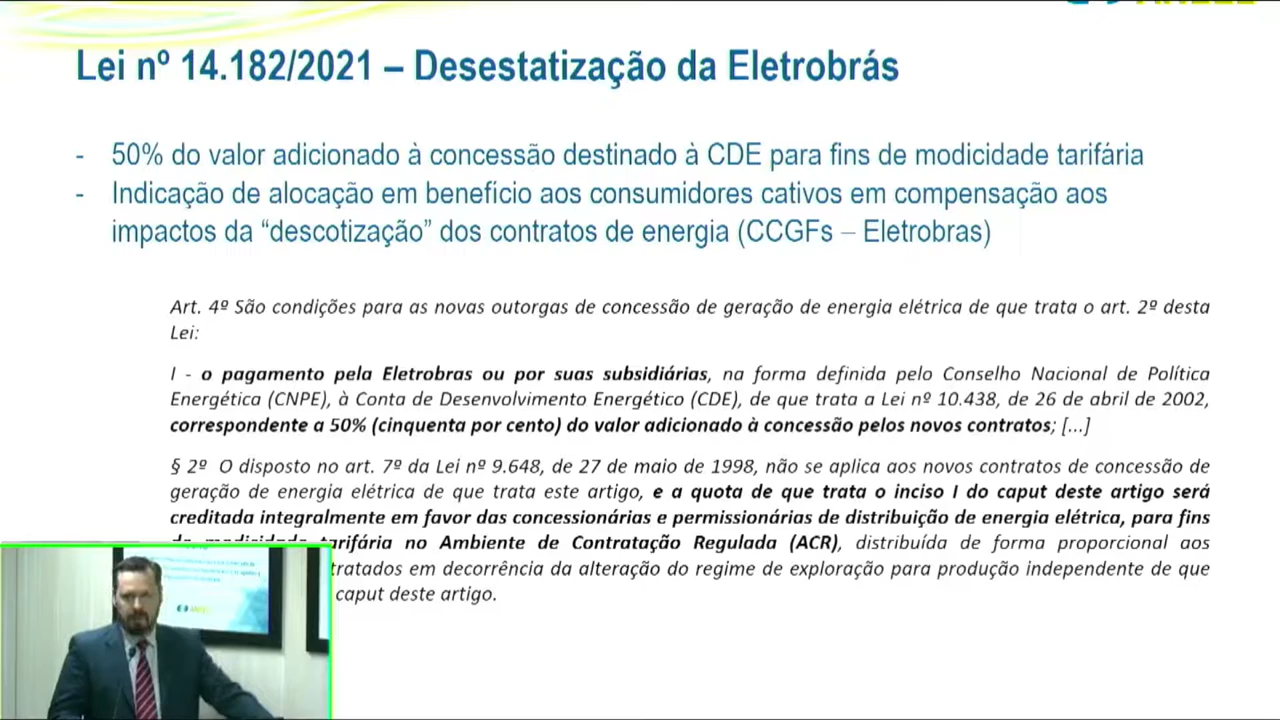 Lei nº 14.182/2021 – Desestatização da Eletrobrás
- 50% do valor adicionado à concessão destinado à CDE para fins de modicidade tarifária
- Indicação de alocação em benefício aos consumidores cativos em compensação aos
impactos da “descotização” dos contratos de energia (CCGFs – Eletrobras)
Art. 4º São condições para as novas outorgas de concessão de geração de energia elétrica de que trata o art. 2º desta
Lei:
I - o pagamento pela Eletrobras ou por suas subsidiárias, na forma definida pelo Conselho Nacional de Política
Energética (CNPE), à Conta de Desenvolvimento Energético (CDE), de que trata a Lei nº 10.438, de 26 de abril de 2002,
correspondente a 50% (cinquenta por cento) do valor adicionado à concessão pelos novos contratos; [...]
§ 2º O disposto no art. 7º da Lei nº 9.648, de 27 de maio de 1998, não se aplica aos novos contratos de concessão de
geração de energia elétrica de que trata este artigo, e a quota de que trata o inciso I do caput deste artigo será
creditada integralmente em favor das concessionárias e permissionárias de distribuição de energia elétrica, para fins
de modicidade tarifária no Ambiente de Contratação Regulada (ACR), distribuída de forma proporcional aos
tratados em decorrência da alteração do regime de exploração para produção independente de que
caput deste artigo.